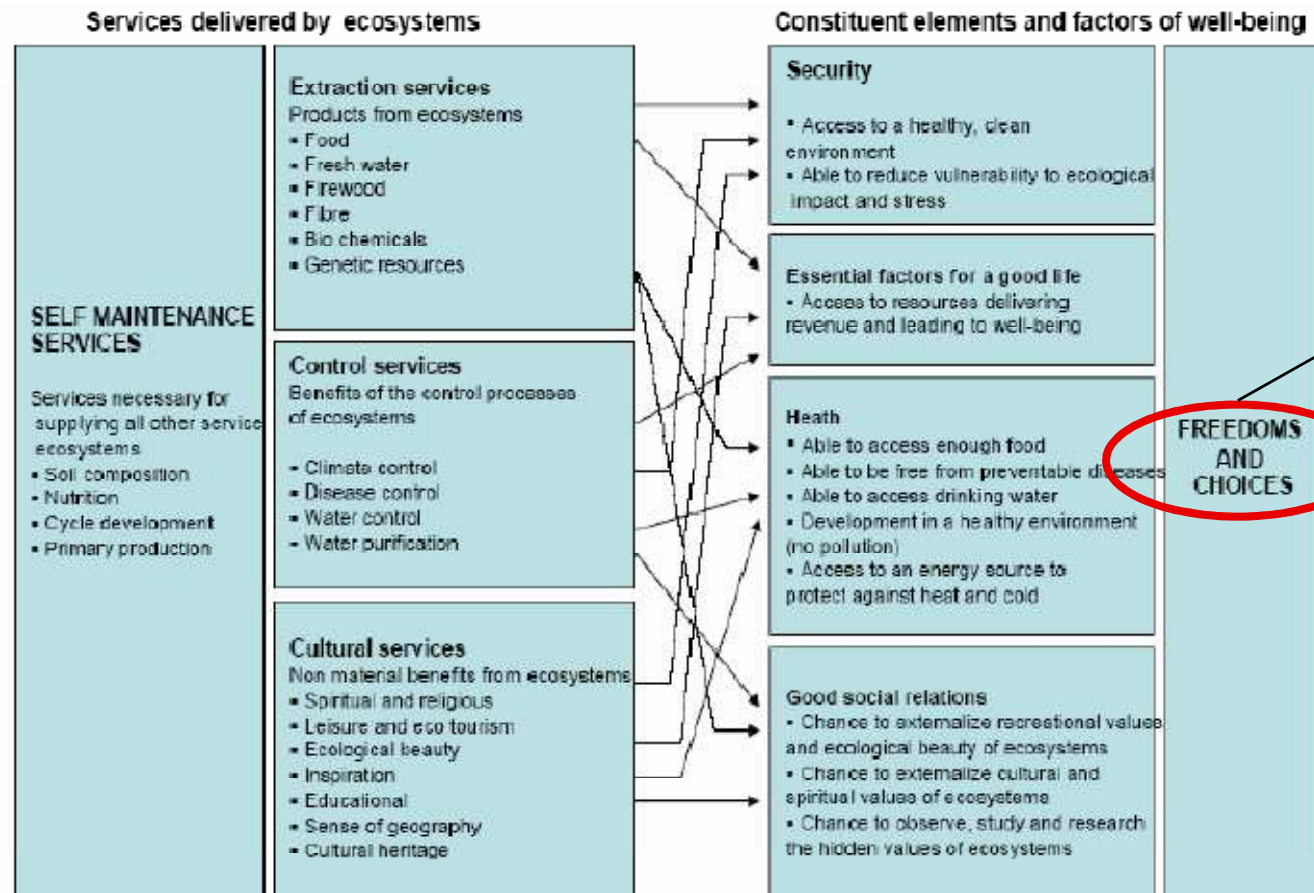 Services delivered by ecosystems
SELF MAINTENANCE
SERVICES
Services necessary for
supplying all other service
ecosystems
▪ Soil composition
▪ Nutrition
▪ Cycle development
▪ Primary production
Extraction services
Products from ecosystems
▪ Food
▪ Fresh water
▪ Firewood
▪ Fibre
▪ Bio chemicals
▪ Genetic resources
Control services
Benefits of the control processes
of ecosystems
▪ Climate control
▪ Disease control
▪ Water control
▪ Water purification
Cultural services
Non material benefits from ecosystems
▪ Spiritual and religious
▪ Leisure and eco tourism
▪ Ecological beauty
▪ Inspiration
▪ Educational
▪ Sense of geography
▪ Cultural heritage
Constituent elements and factors of well-being
Security
▪ Access to a healthy, clean
environment
▪ Able to reduce vulnerability to ecological
impact and stress
Essential factors for a good life
▪ Access to resources delivering
revenue and leading to well-being
Heath
▪ Able to access enough food
▪ Able to be free from preventable diseases
▪ Able to access drinking water
▪ Development in a healthy environment
(no pollution)
▪ Access to an energy source to
protect against heat and cold
Good social relations
▪ Chance to externalize recreational values
and ecological beauty of ecosystems
▪ Chance to externalize cultural and
spiritual values of ecosystems
▪ Chance to observe, study and research
the hidden values of ecosystems
FREEDOMS
AND
CHOICES